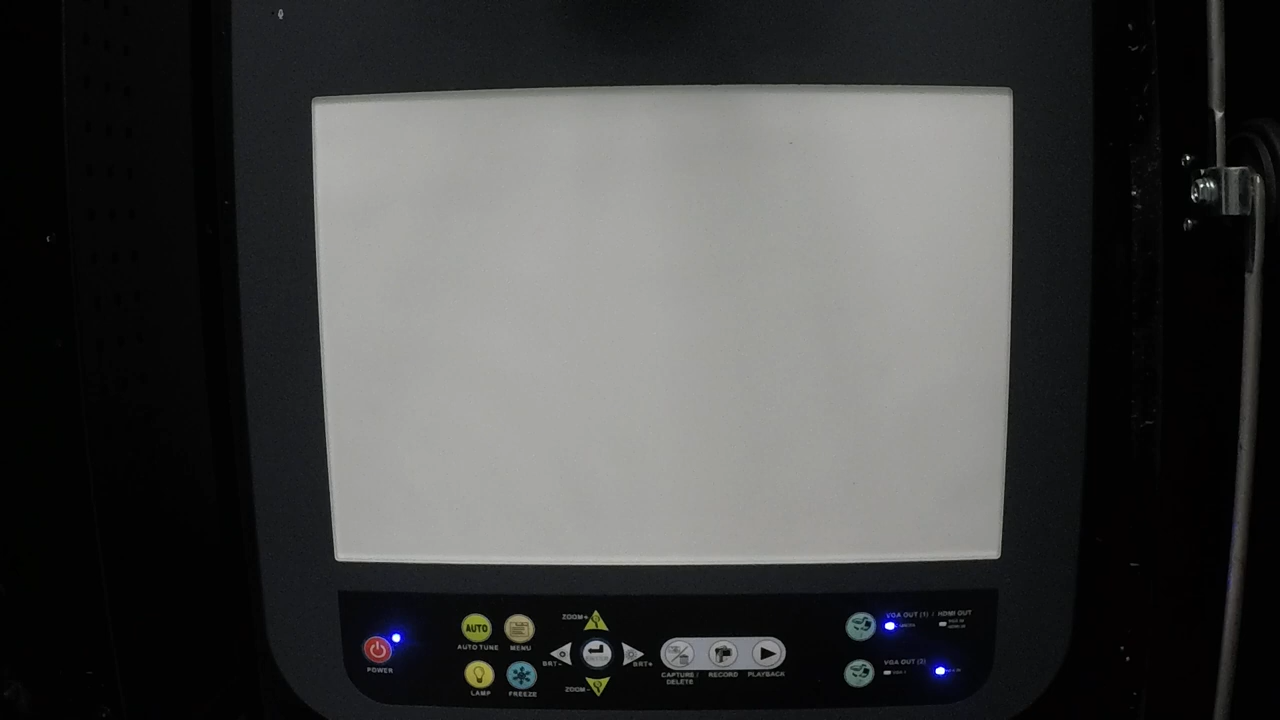 VGA OUT (1) / HDMI OUT
ZOOM+
AUTO
AUTO TUNE
MENU
BRT-
BRT+
POWER
CAPTURE / DELETE
RECORD
PLAYBACK
VGA OUT (2)
LAMP
FREEZE
ZOOM-